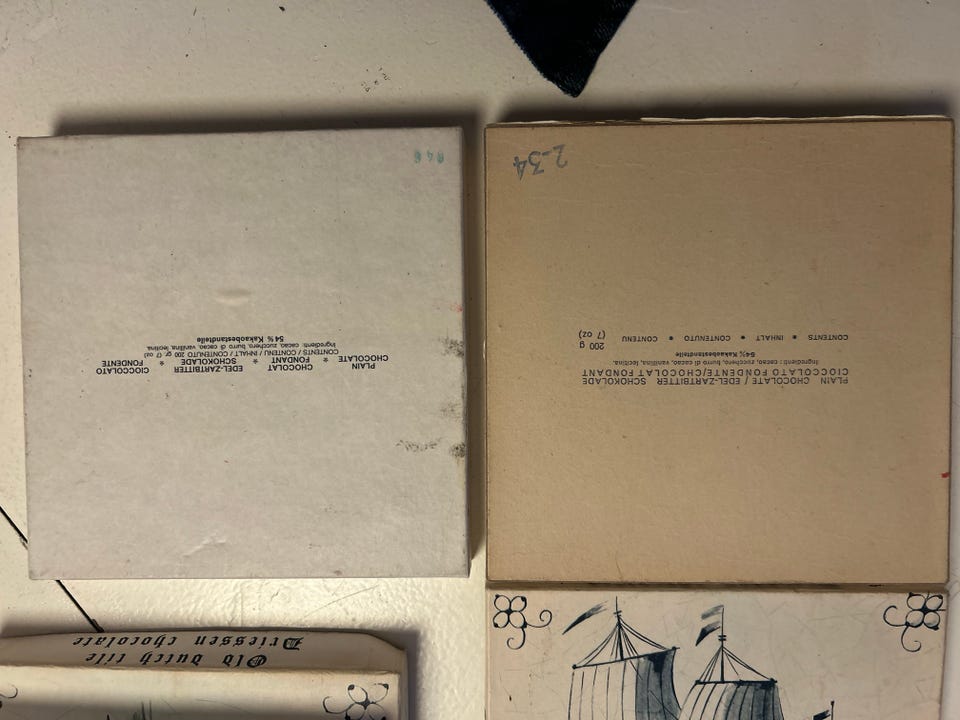 PLAIN CHOCOLAT EDEL-ZARTBITTER CIOCCOLATO
CHOCOLATE * FONDANT * SCHOKOLADE * FONDENTE
CONTENTS / CONTENU / INHALT / CONTENUTO 200 gr. (7 oz)
Ingredienti: cacao, zucchero, burro di cacao, vanillina, lecitina.
54% Kakaobestandteile
PLAIN CHOCOLATE / EDEL-ZARTBITTER SCHOKOLADE
CIOCCOLATO FONDENTE/CHOCOLAT FONDANT
Ingredienti : cacao, zucchero, burro di cacao, vanillina, lecitina.
54% Kakaobestandteile
CONTENTS • INHALT • CONTENUTO • CONTENU 200 g
(7 oz)
2-34
Old dutch tile
Driessen chocolate